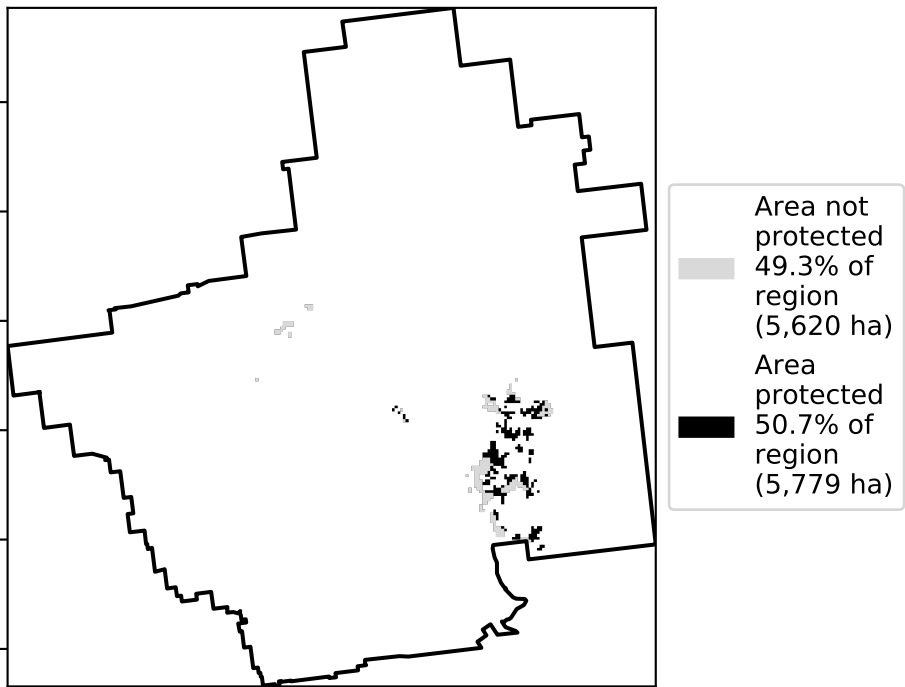 Area not
protected
49.3% of
region
(5,620 ha)
Area
protected
50.7% of
region
(5,779 ha)